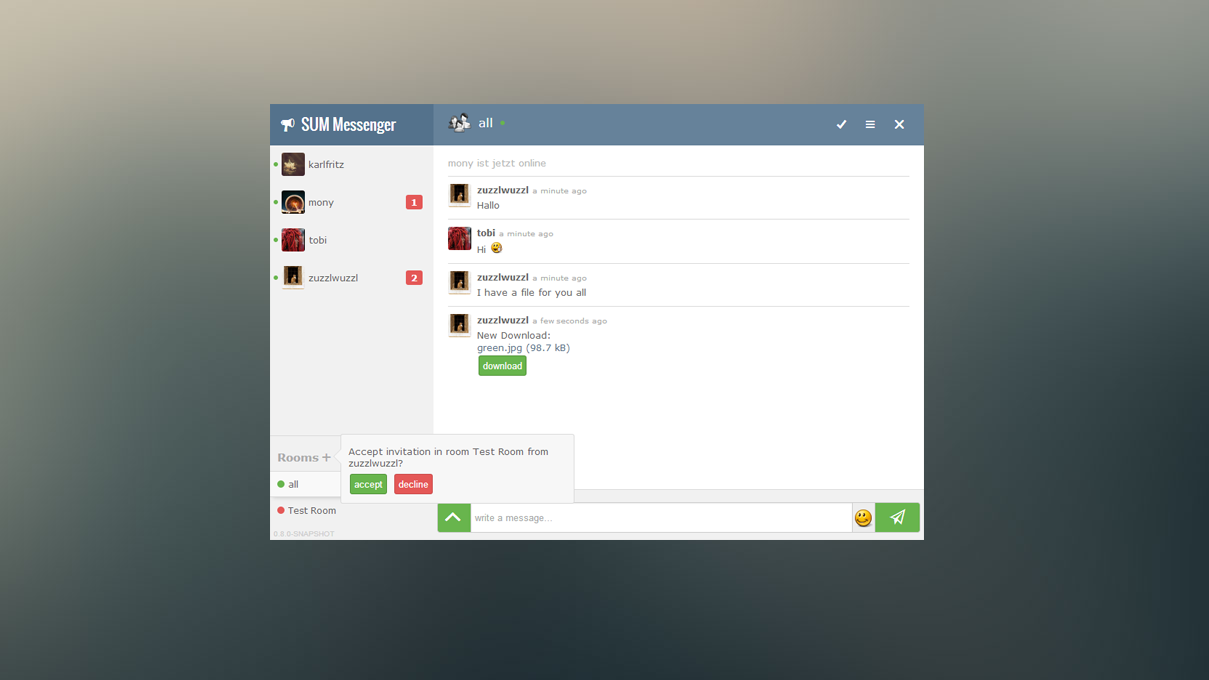 SUM Messenger
all
karlfritz
mony
1
tobi
zuzzlwuzzl
2
mony ist jetzt online
zuzzlwuzzl a minute ago
Hallo
tobi a minute ago
Hi
zuzzlwuzzl a minute ago
I have a file for you all
zuzzlwuzzl a few seconds ago
New Download:
green.jpg (98.7 kB)
download
Rooms +
all
Test Room
0.8.0-SNAPSHOT
Accept invitation in room Test Room from
zuzzlwuzzl?
accept decline
write a message...